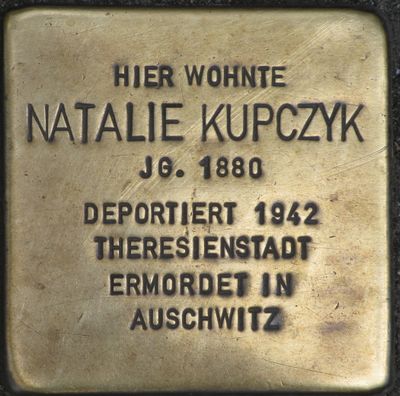 HIER WOHNTE
NATALIE KUPCZYK
JG. 1880
DEPORTIERT 1942
THERESIENSTADT
ERMORDET IN
AUSCHWITZ